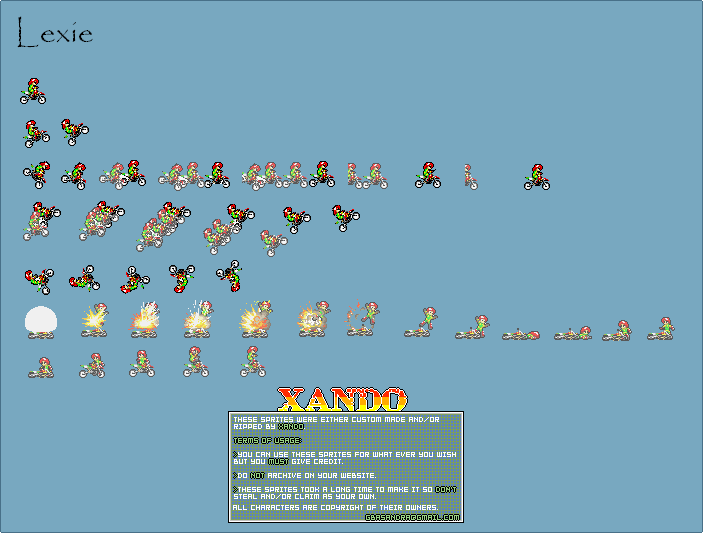 Lexie
XANDO
THESE SPRITES WERE EITHER CUSTOM MADE AND/OR
RIPPED BY XANDO.
TERMS OF USAGE:
>YOU CAN USE THESE SPRITES FOR WHAT EVER YOU WISH
BUT YOU MUST GIVE CREDIT.
>DO NOT ARCHIVE ON YOUR WEBSITE.
>THESE SPRITES TOOK A LONG TIME TO MAKE IT SO DON'T
STEAL AND/OR CLAIM AS YOUR OWN.
ALL CHARACTERS ARE COPYRIGHT OF THEIR OWNERS.
GBASANDRA@GMAIL.COM